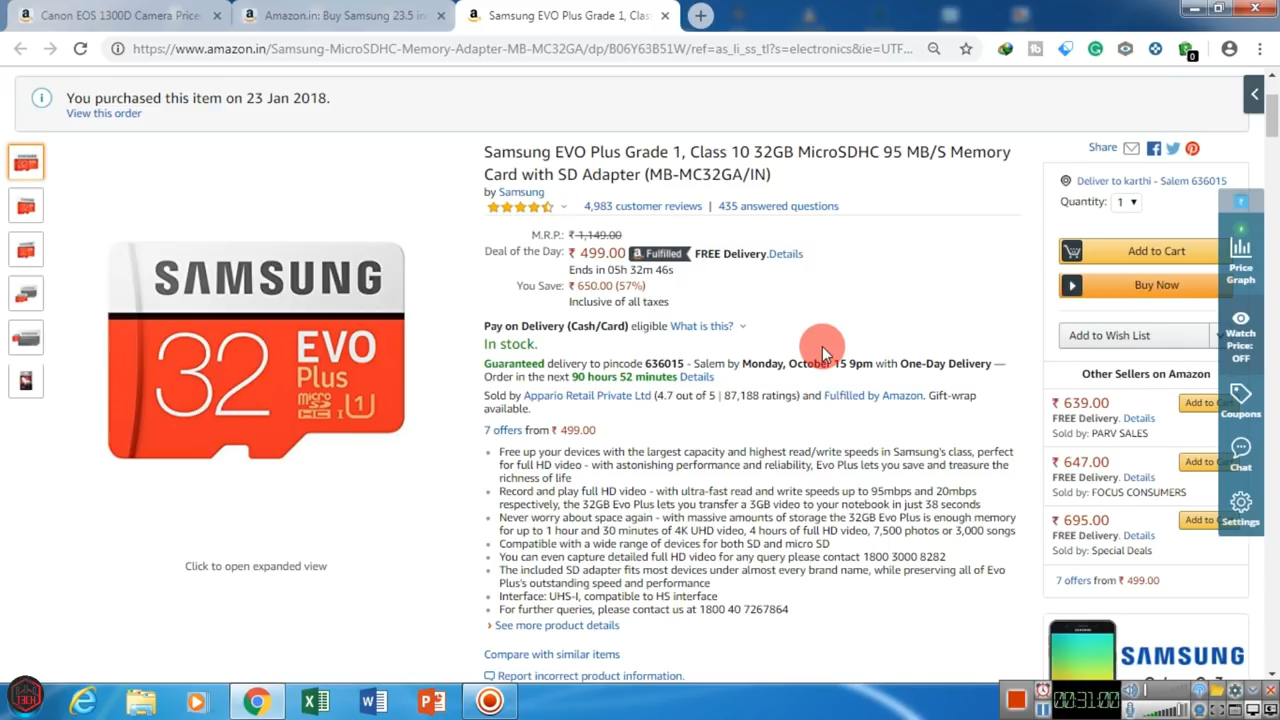 Canon EOS 1300D Camera Price
Amazon.in: Buy Samsung 23.5 in
Samsung EVO Plus Grade 1, Clas
https://www.amazon.in/Samsung-MicroSDHC-Memory-Adapter-MB-MC32GA/dp/B06Y63B51W/ref=as_li_ss_tl?s=electronics&ie=UTF...
0
You purchased this item on 23 Jan 2018.
View this order
Samsung EVO Plus Grade 1, Class 10 32GB MicroSDHC 95 MB/S Memory
Card with SD Adapter (MB-MC32GA/IN)
by Samsung
4,983 customer reviews | 435 answered questions
M.R.P.: ₹ 1,149.00
Deal of the Day: ₹ 499.00 Fulfilled FREE Delivery.Details
Ends in 05h 32m 46s
You Save: ₹ 650.00 (57%)
Inclusive of all taxes
Pay on Delivery (Cash/Card) eligible What is this?
In stock.
Guaranteed delivery to pincode 636015 - Salem by Monday, October 15 9pm with One-Day Delivery —
Order in the next 90 hours 52 minutes Details
Sold by Appario Retail Private Ltd (4.7 out of 5 | 87,188 ratings) and Fulfilled by Amazon. Gift-wrap
available.
7 offers from ₹ 499.00
• Free up your devices with the largest capacity and highest read/write speeds in Samsung's class, perfect
for full HD video - with astonishing performance and reliability, Evo Plus lets you save and treasure the
richness of life
• Record and play full HD video - with ultra-fast read and write speeds up to 95mbps and 20mbps
respectively, the 32GB Evo Plus lets you transfer a 3GB video to your notebook in just 38 seconds
• Never worry about space again - with massive amounts of storage the 32GB Evo Plus is enough memory
for up to 1 hour and 30 minutes of 4K UHD video, 4 hours of full HD video, 7,500 photos or 3,000 songs
• Compatible with a wide range of devices for both SD and micro SD
• You can even capture detailed full HD video for any query please contact 1800 3000 8282
• The included SD adapter fits most devices under almost every brand name, while preserving all of Evo
Plus's outstanding speed and performance
• Interface: UHS-I, compatible to HS interface
• For further queries, please contact us at 1800 40 7267864
› See more product details
Compare with similar items
Report incorrect product information.
SAMSUNG
32
EVO
Plus
micro
SD
HC I U1
Click to open expanded view
Share
Deliver to karthi - Salem 636015
Quantity: 1
Add to Cart
Buy Now
Add to Wish List
Other Sellers on Amazon
₹ 639.00 Add to Ca
FREE Delivery. Details
Sold by: PARV SALES
₹ 647.00 Add to Ca
FREE Delivery. Details
Sold by: FOCUS CONSUMERS
₹ 695.00 Add to Ca
FREE Delivery. Details
Sold by: Special Deals
7 offers from ₹ 499.00
SAMSUNG
Price
Graph
Watch
Price:
OFF
Coupons
Chat
Settings
TECH
00:31:00